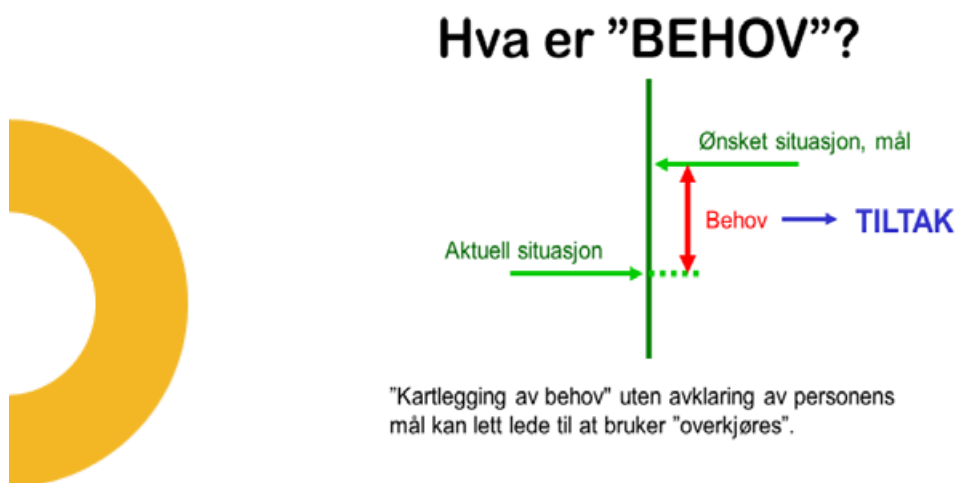 Hva er ”BEHOV”?
Ønsket situasjon, mål
Behov
TILTAK
Aktuell situasjon
”Kartlegging av behov" uten avklaring av personens
mål kan lett lede til at bruker ”overkjøres”.